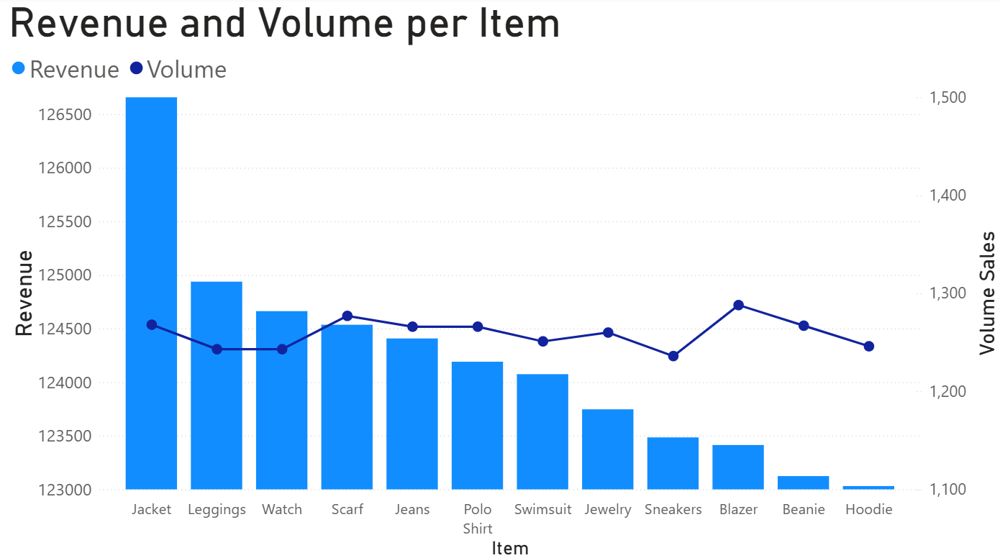 Revenue and Volume per Item
Revenue Volume
126500
126000
125500
125000
124500
124000
123500
123000
Revenue
1,500
1,400
1,300
1,200
1,100
Volume Sales
Jacket Leggings Watch Scarf Jeans Polo Shirt Swimsuit Jewelry Sneakers Blazer Beanie Hoodie
Item